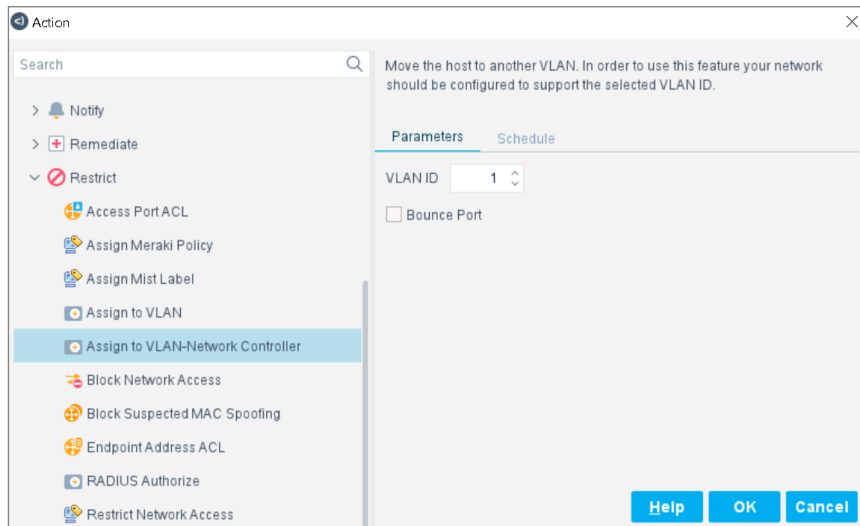 Action
Search
Notify
Remediate
Restrict
Access Port ACL
Assign Meraki Policy
Assign Mist Label
Assign to VLAN
Assign to VLAN-Network Controller
Block Network Access
Block Suspected MAC Spoofing
Endpoint Address ACL
RADIUS Authorize
Restrict Network Access
Move the host to another VLAN. In order to use this feature your network
should be configured to support the selected VLAN ID.
Parameters Schedule
VLAN ID 1
Bounce Port
Help OK Cancel